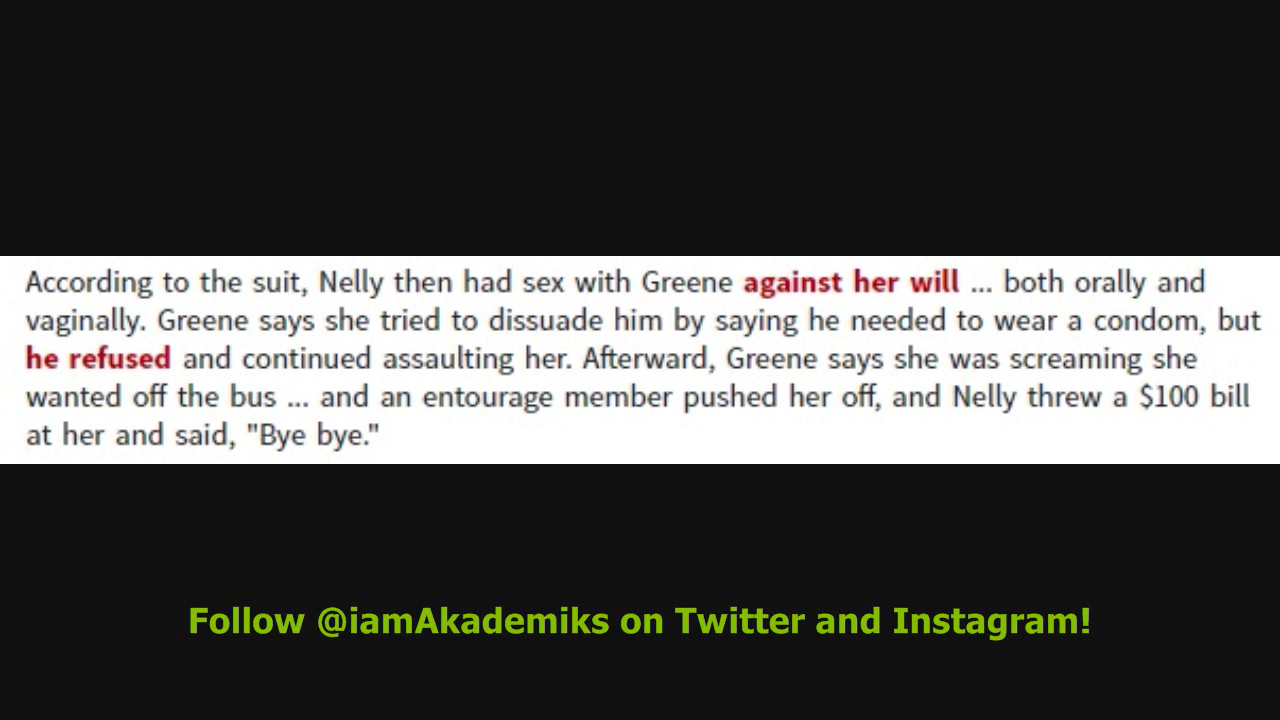 According to the suit, Nelly then had sex with Greene against her will ... both orally and
vaginally. Greene says she tried to dissuade him by saying he needed to wear a condom, but
he refused and continued assaulting her. Afterward, Greene says she was screaming she
wanted off the bus ... and an entourage member pushed her off, and Nelly threw a $100 bill
at her and said, "Bye bye."
Follow @iamAkademiks on Twitter and Instagram!